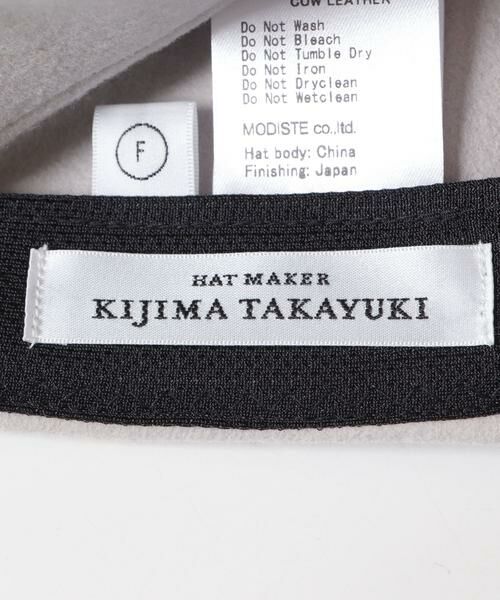 COW LEATHER
Do Not Wash
Do Not Bleach
Do Not Tumble Dry
Do Not Iron
Do Not Dryclean
Do Not Wetclean
MODISTE co.,ltd.
Hat body: China
Finishing: Japan
F
HAT MAKER
KIJIMA TAKAYUKI